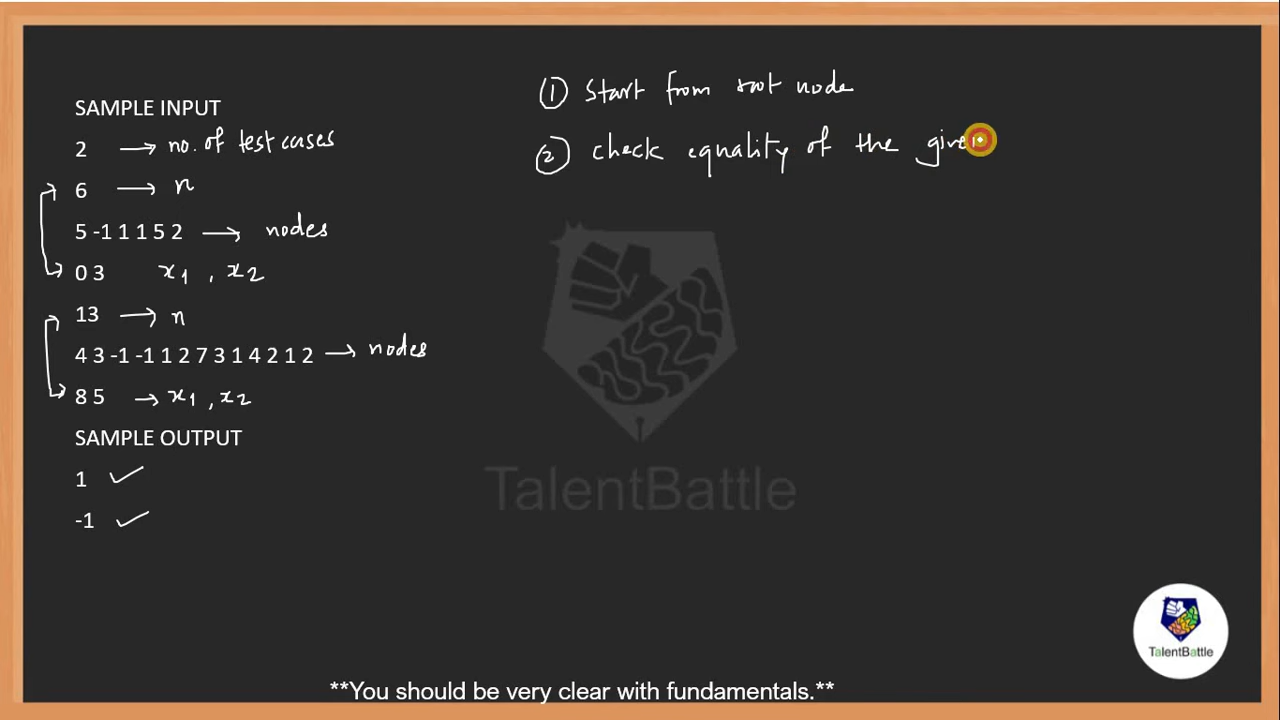 SAMPLE INPUT
2 → no. of test cases
6 → n
5 -1 1 1 5 2 → nodes
0 3 x1 , x2
13 → n
4 3 -1 -1 1 2 7 3 1 4 2 1 2 → nodes
8 5 → x1 , x2
SAMPLE OUTPUT
1 ✓
-1 ✓
① Start from root node
② check equality of the given
TalentBattle
TalentBattle
**You should be very clear with fundamentals.**